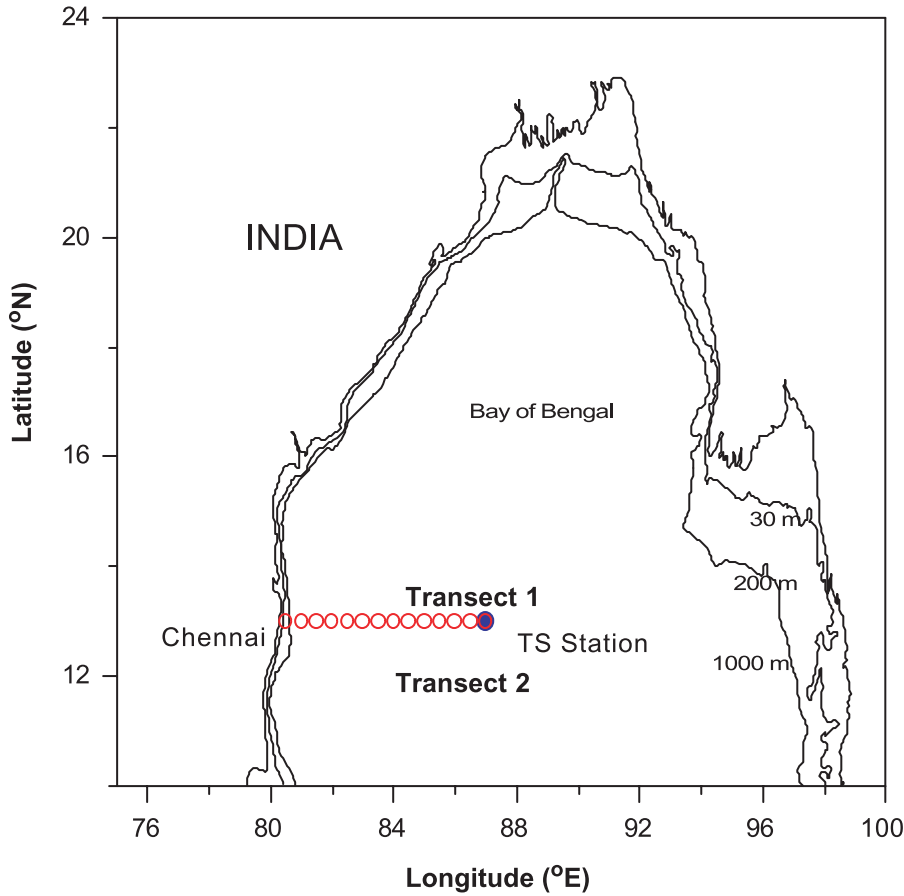 24
20
16
12
Latitude (°N)
INDIA
Bay of Bengal
30 m
200 m
1000 m
Transect 1
Chennai
TS Station
Transect 2
76
80
84
88
92
96
100
Longitude (°E)